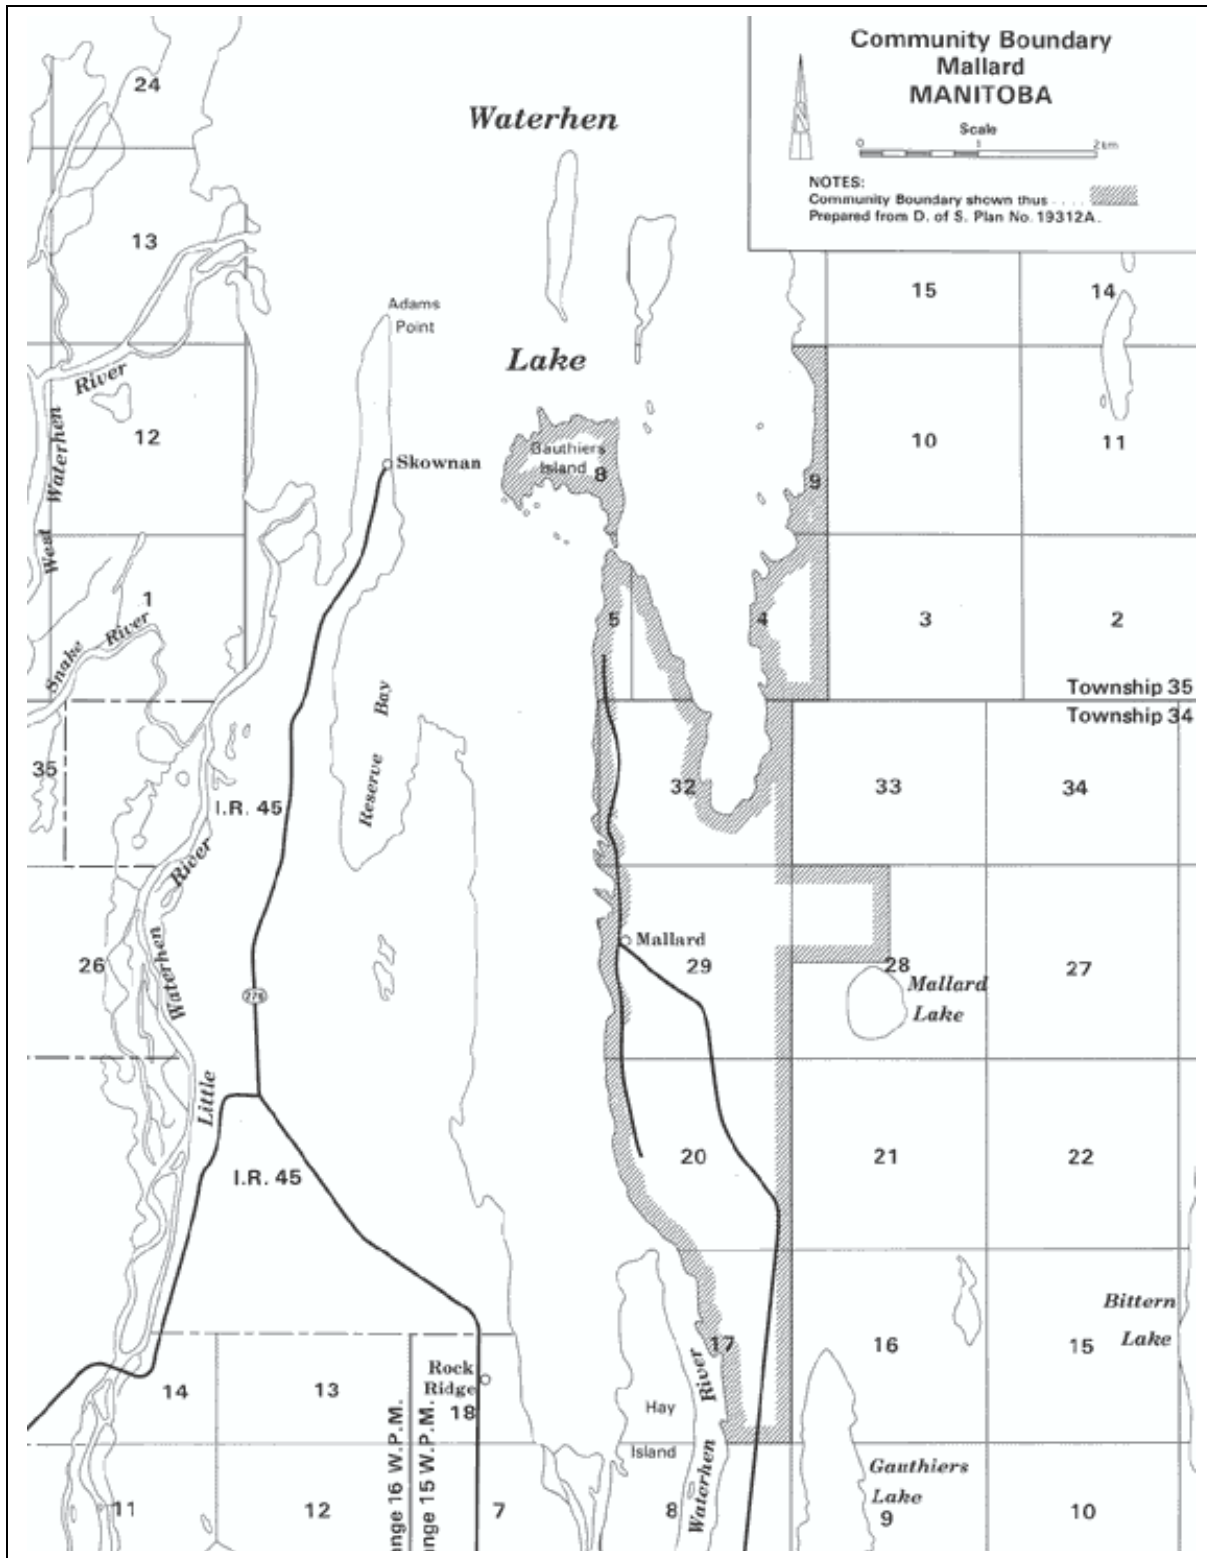 Community Boundary
Mallard
MANITOBA
Scale
0 1 2 km
NOTES:
Community Boundary shown thus ....
Prepared from D. of S. Plan No. 19312A.
24
Waterhen
13
15
14
Adams
Point
Lake
River
12
10
11
Bauthiers
Island
8
9
Skownan
West Waterhen
1
5
4
3
2
Snake River
Township 35
Township 34
Reserve Bay
35
32
33
34
I.R. 45
River
Mallard
26
29
28
27
Mallard
Lake
Waterhen
276
Little
20
21
22
I.R. 45
Bittern
Lake
17
16
15
Rock
Ridge
14
13
18
River
Hay
Island
Waterhen
ange 16 W.P.M.
ange 15 W.P.M.
Gauthiers
Lake
11
12
7
8
9
10